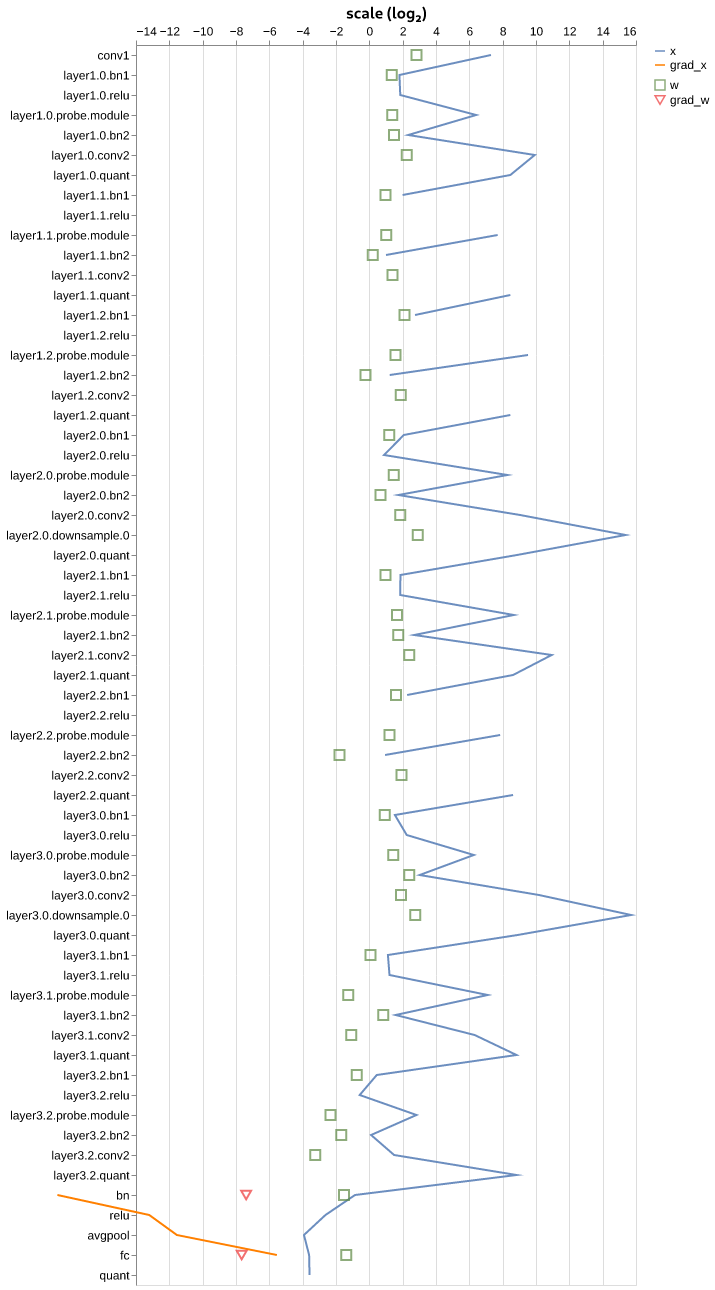 scale (log₂)
−14 −12 −10 −8 −6 −4 −2 0 2 4 6 8 10 12 14 16
x
grad_x
w
grad_w
conv1
layer1.0.bn1
layer1.0.relu
layer1.0.probe.module
layer1.0.bn2
layer1.0.conv2
layer1.0.quant
layer1.1.bn1
layer1.1.relu
layer1.1.probe.module
layer1.1.bn2
layer1.1.conv2
layer1.1.quant
layer1.2.bn1
layer1.2.relu
layer1.2.probe.module
layer1.2.bn2
layer1.2.conv2
layer1.2.quant
layer2.0.bn1
layer2.0.relu
layer2.0.probe.module
layer2.0.bn2
layer2.0.conv2
layer2.0.downsample.0
layer2.0.quant
layer2.1.bn1
layer2.1.relu
layer2.1.probe.module
layer2.1.bn2
layer2.1.conv2
layer2.1.quant
layer2.2.bn1
layer2.2.relu
layer2.2.probe.module
layer2.2.bn2
layer2.2.conv2
layer2.2.quant
layer3.0.bn1
layer3.0.relu
layer3.0.probe.module
layer3.0.bn2
layer3.0.conv2
layer3.0.downsample.0
layer3.0.quant
layer3.1.bn1
layer3.1.relu
layer3.1.probe.module
layer3.1.bn2
layer3.1.conv2
layer3.1.quant
layer3.2.bn1
layer3.2.relu
layer3.2.probe.module
layer3.2.bn2
layer3.2.conv2
layer3.2.quant
bn
relu
avgpool
fc
quant